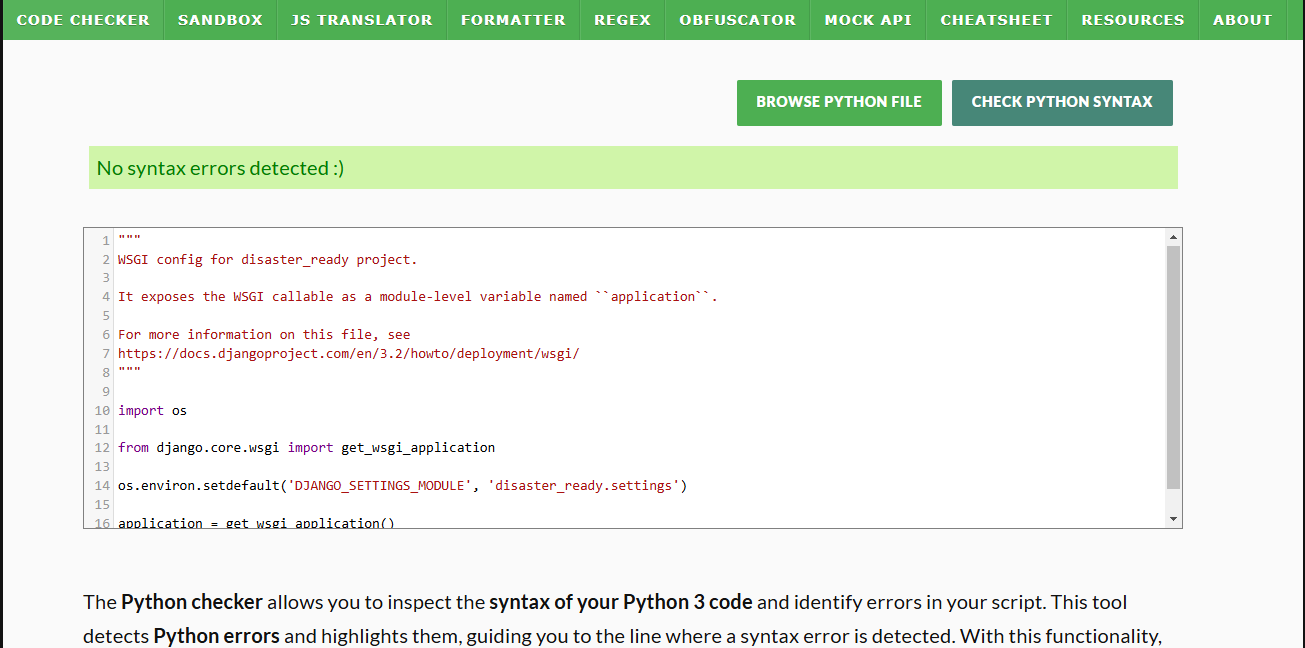 CODE CHECKER SANDBOX JS TRANSLATOR FORMATTER REGEX OBFUSCATOR MOCK API CHEATSHEET RESOURCES ABOUT
BROWSE PYTHON FILE CHECK PYTHON SYNTAX
No syntax errors detected :)
1 """
2 WSGI config for disaster_ready project.
3
4 It exposes the WSGI callable as a module-level variable named ``application``.
5
6 For more information on this file, see
7 https://docs.djangoproject.com/en/3.2/howto/deployment/wsgi/
8 """
9
10 import os
11
12 from django.core.wsgi import get_wsgi_application
13
14 os.environ.setdefault('DJANGO_SETTINGS_MODULE', 'disaster_ready.settings')
15
16 application = get_wsgi_application()
The Python checker allows you to inspect the syntax of your Python 3 code and identify errors in your script. This tool
detects Python errors and highlights them, guiding you to the line where a syntax error is detected. With this functionality,